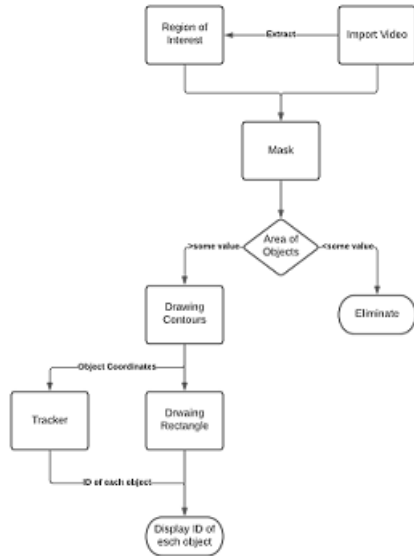 Region of
Interest
Extract
Import Video
Mask
Area of
Objects
>some value
<some value
Drawing
Contours
Eliminate
Object Coordinates
Tracker
Drwaing
Rectangle
ID of each object
Display ID of
esch object